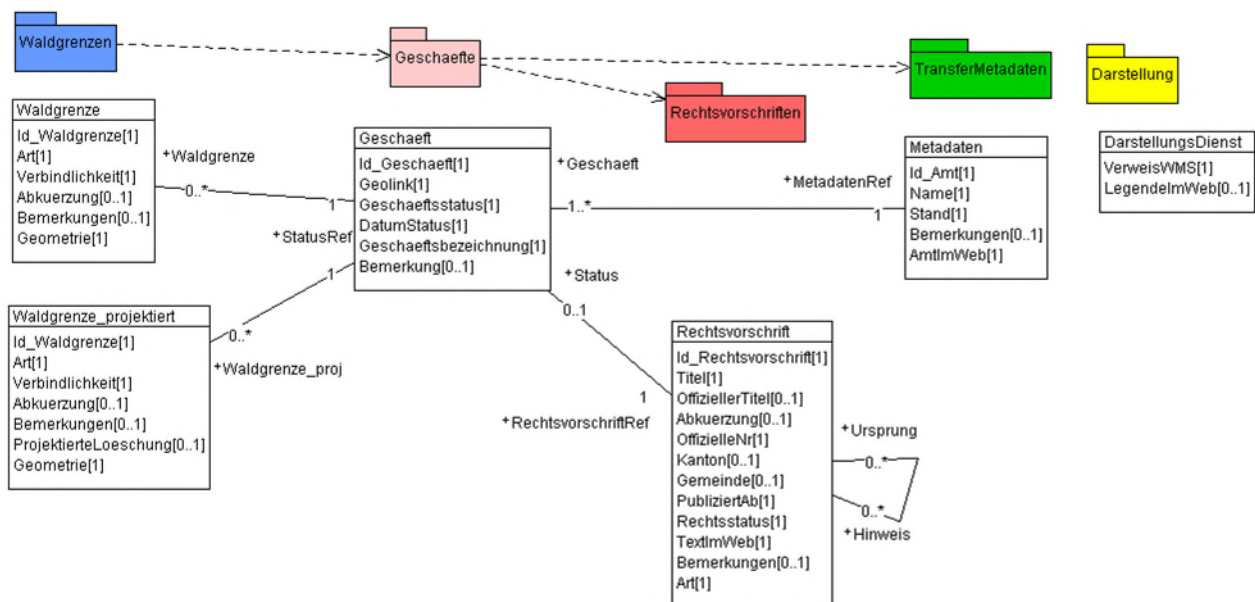 Waldgrenzen
Geschaefte
TransferMetadaten
Darstellung
Rechtsvorschriften
Waldgrenze
Id_Waldgrenze[1]
Art[1]
Verbindlichkeit[1]
Abkuerzung[0..1]
Bemerkungen[0..1]
Geometrie[1]
+Waldgrenze
0..*
1
+StatusRef
Geschaeft
Id_Geschaeft[1]
Geolink[1]
Geschaeftsstatus[1]
DatumStatus[1]
Geschaeftsbezeichnung[1]
Bemerkung[0..1]
+Geschaeft
1..*
+MetadatenRef
1
Metadaten
Id_Amt[1]
Name[1]
Stand[1]
Bemerkungen[0..1]
AmtImWeb[1]
DarstellungsDienst
VerweisWMS[1]
LegendeImWeb[0..1]
Waldgrenze_projektiert
Id_Waldgrenze[1]
Art[1]
Verbindlichkeit[1]
Abkuerzung[0..1]
Bemerkungen[0..1]
ProjektierteLoeschung[0..1]
Geometrie[1]
1
0..*
+Waldgrenze_proj
+Status
0..1
1
+RechtsvorschriftRef
Rechtsvorschrift
Id_Rechtsvorschrift[1]
Titel[1]
OffiziellerTitel[0..1]
Abkuerzung[0..1]
OffizielleNr[1]
Kanton[0..1]
Gemeinde[0..1]
PubliziertAb[1]
Rechtsstatus[1]
TextImWeb[1]
Bemerkungen[0..1]
Art[1]
+Ursprung
0..*
0..*
+Hinweis